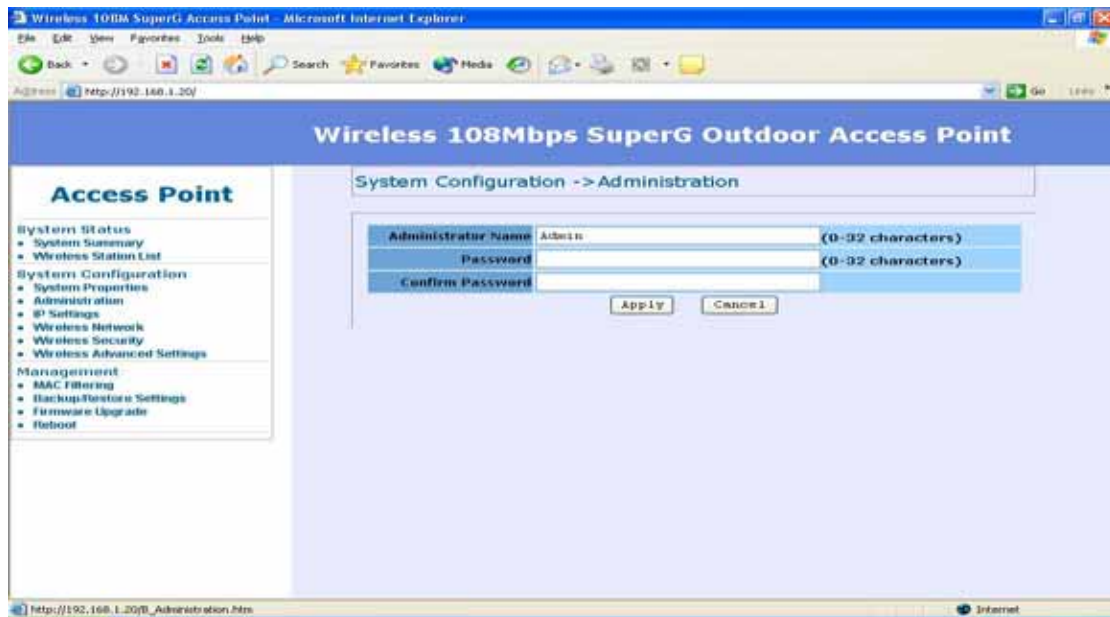 Wireless 108M SuperG Access Point - Microsoft Internet Explorer
File Edit View Favorites Tools Help
Back Search Favorites Media
Address http://192.168.1.20/ Go Links
Wireless 108Mbps SuperG Outdoor Access Point
Access Point
System Status
System Summary
Wireless Station List
System Configuration
System Properties
Administration
IP Settings
Wireless Network
Wireless Security
Wireless Advanced Settings
Management
MAC Filtering
Backup/Restore Settings
Firmware Upgrade
Reboot
System Configuration ->Administration
Administrator Name Admin (0-32 characters)
Password (0-32 characters)
Confirm Password
Apply Cancel
http://192.168.1.20/B_Administration.htm Internet